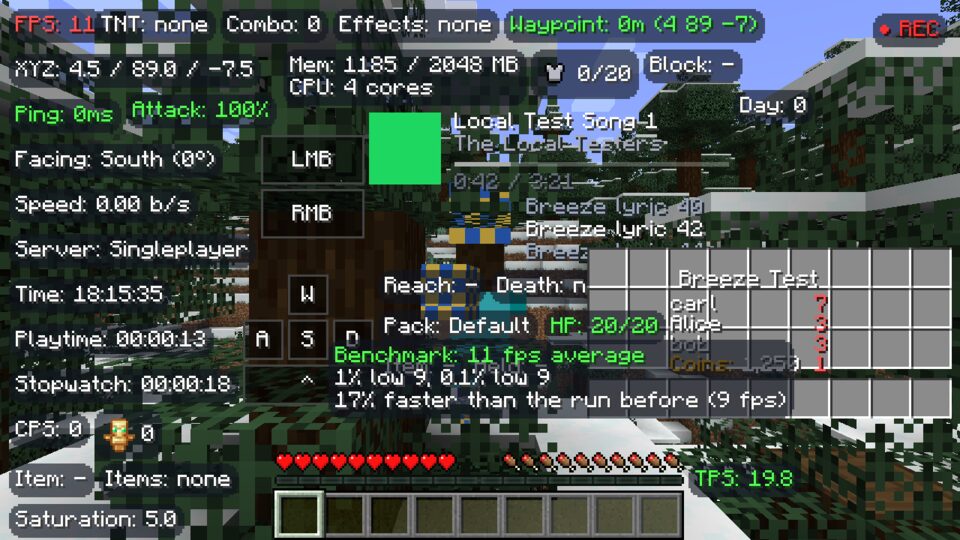 FPS: 11 TNT: none Combo: 0 Effects: none Waypoint: 0m (4 89 -7) ● REC
XYZ: 4.5 / 89.0 / -7.5
Mem: 1185 / 2048 MB
CPU: 4 cores
0/20
Block: -
Day: 0
Ping: 0ms
Attack: 100%
Local Test Song 1
The Local Testers
0:42 / 3:21
Facing: South (0°)
LMB
RMB
Speed: 0.00 b/s
Breeze lyric 40
Breeze lyric 42
Breeze
Server: Singleplayer
Time: 18:15:35
W
A
S
D
^
Reach: - Death: n
Breeze Test
carl 7
Alice 3
bob 3
Coins: 1,250 1
Pack: Default HP: 20/20
Playtime: 00:00:13
Benchmark: 11 fps average
1% low 9, 0.1% low 9
17% faster than the run before (9 fps)
Stopwatch: 00:00:18
CPS: 0
0
Item: - Items: none
TPS: 19.8
Saturation: 5.0